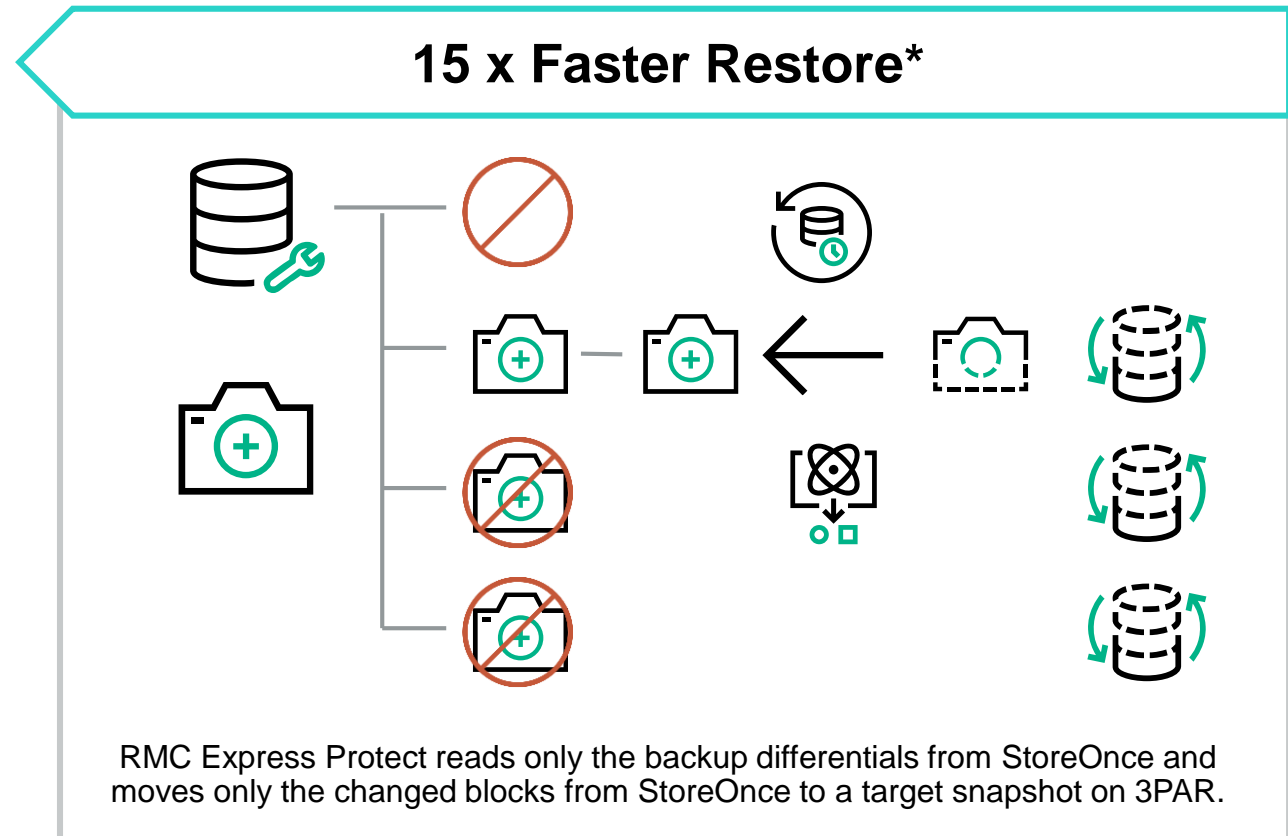 15 x Faster Restore*
RMC Express Protect reads only the backup differentials from StoreOnce and
moves only the changed blocks from StoreOnce to a target snapshot on 3PAR.